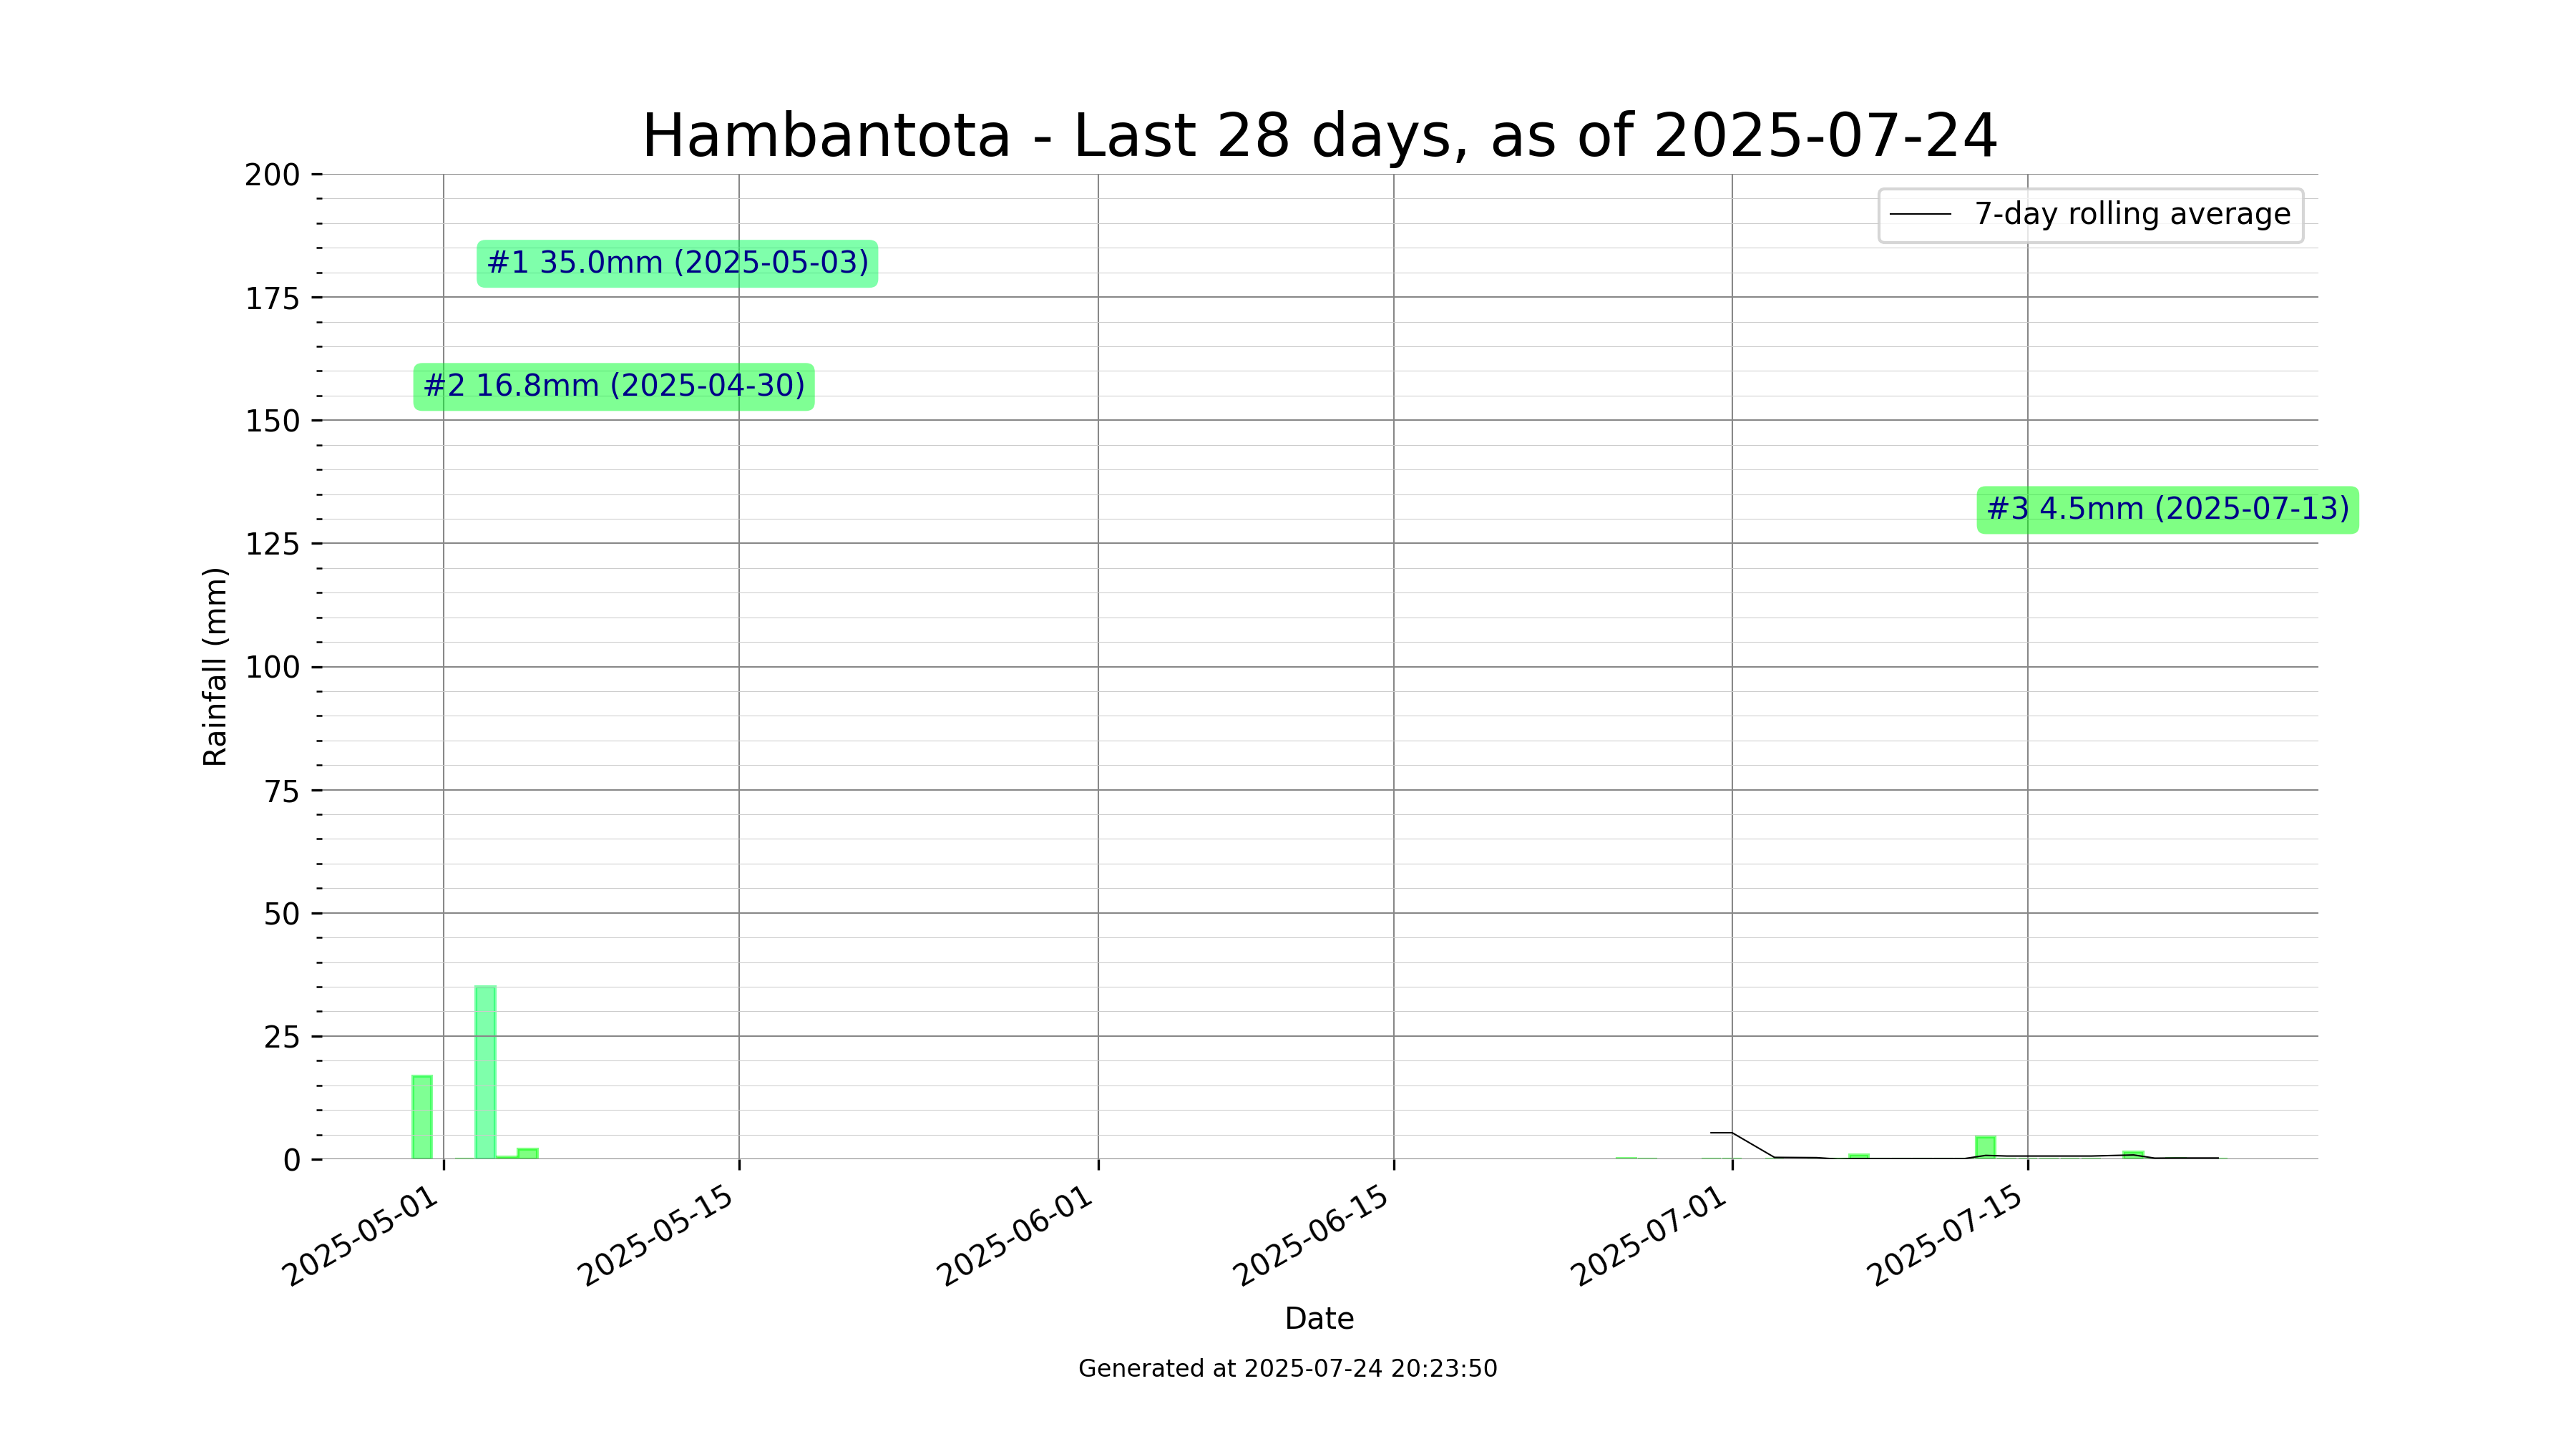 Hambantota - Last 28 days, as of 2025-07-24
200
7-day rolling average
#1 35.0mm (2025-05-03)
175
#2 16.8mm (2025-04-30)
150
#3 4.5mm (2025-07-13)
125
Rainfall (mm)
100
75
50
25
0
2025-05-01
2025-05-15
2025-06-01
2025-06-15
2025-07-01
2025-07-15
Date
Generated at 2025-07-24 20:23:50